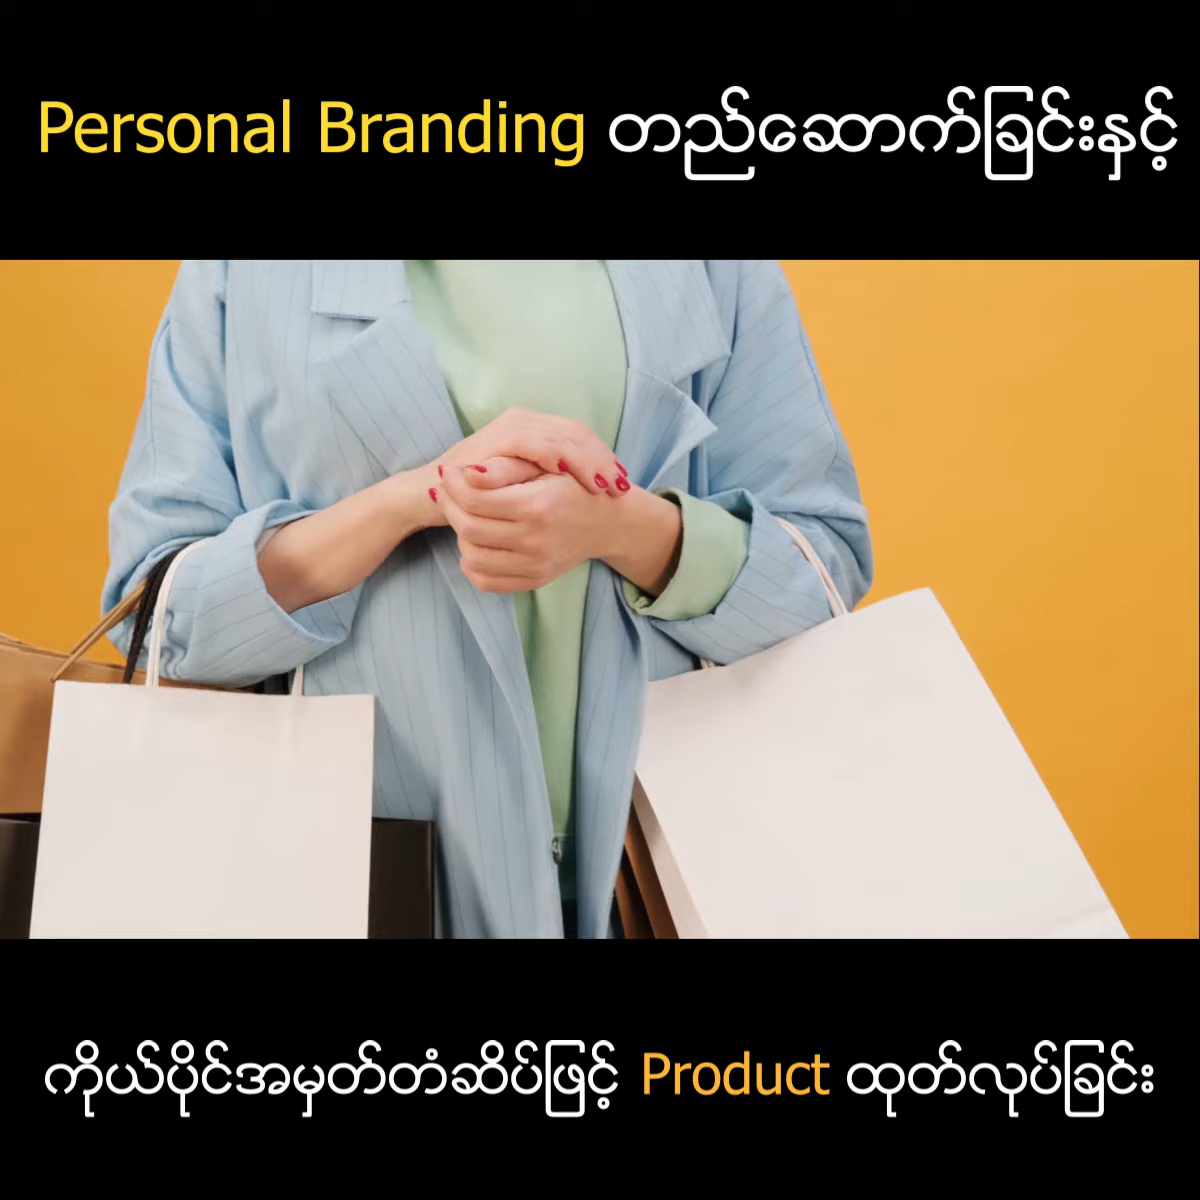 Personal Branding တည်ဆောက်ခြင်းနှင့်
ကိုယ်ပိုင်အမှတ်တံဆိပ်ဖြင့် Product ထုတ်လုပ်ခြင်း